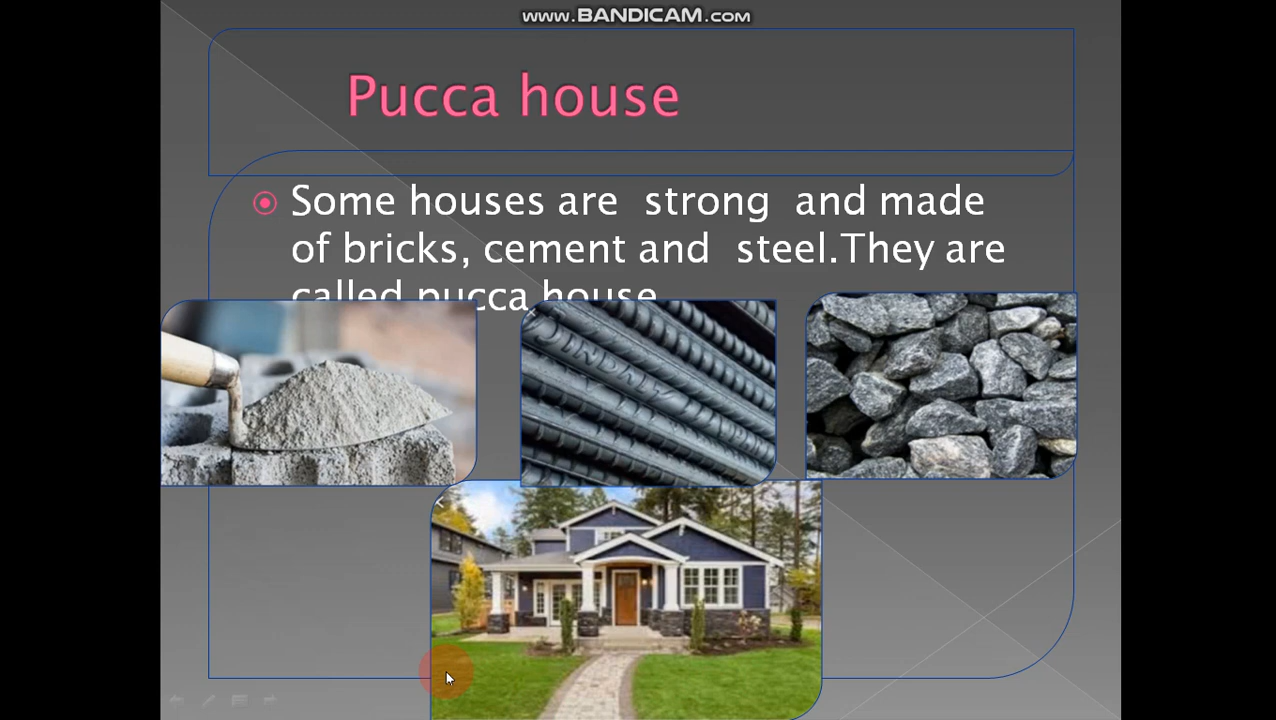 www.BANDICAM.com
Pucca house
Some houses are strong and made
of bricks, cement and steel.They are
called pucca house